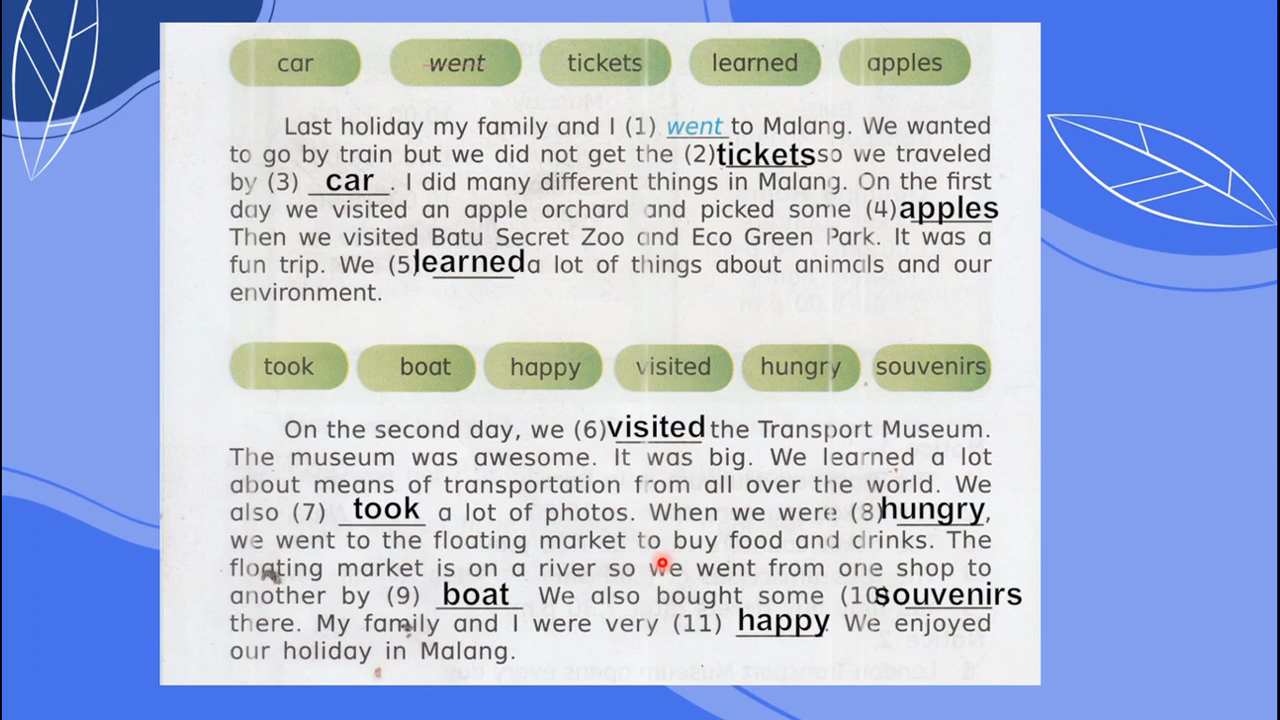 car went tickets learned apples
Last holiday my family and I (1) went to Malang. We wanted
to go by train but we did not get the (2) tickets so we traveled
by (3) car . I did many different things in Malang. On the first
day we visited an apple orchard and picked some (4) apples
Then we visited Batu Secret Zoo and Eco Green Park. It was a
fun trip. We (5) learned a lot of things about animals and our
environment.
took boat happy visited hungry souvenirs
On the second day, we (6) visited the Transport Museum.
The museum was awesome. It was big. We learned a lot
about means of transportation from all over the world. We
also (7) took a lot of photos. When we were (8) hungry,
we went to the floating market to buy food and drinks. The
floating market is on a river so we went from one shop to
another by (9) boat We also bought some (10) souvenirs
there. My family and I were very (11) happy We enjoyed
our holiday in Malang.